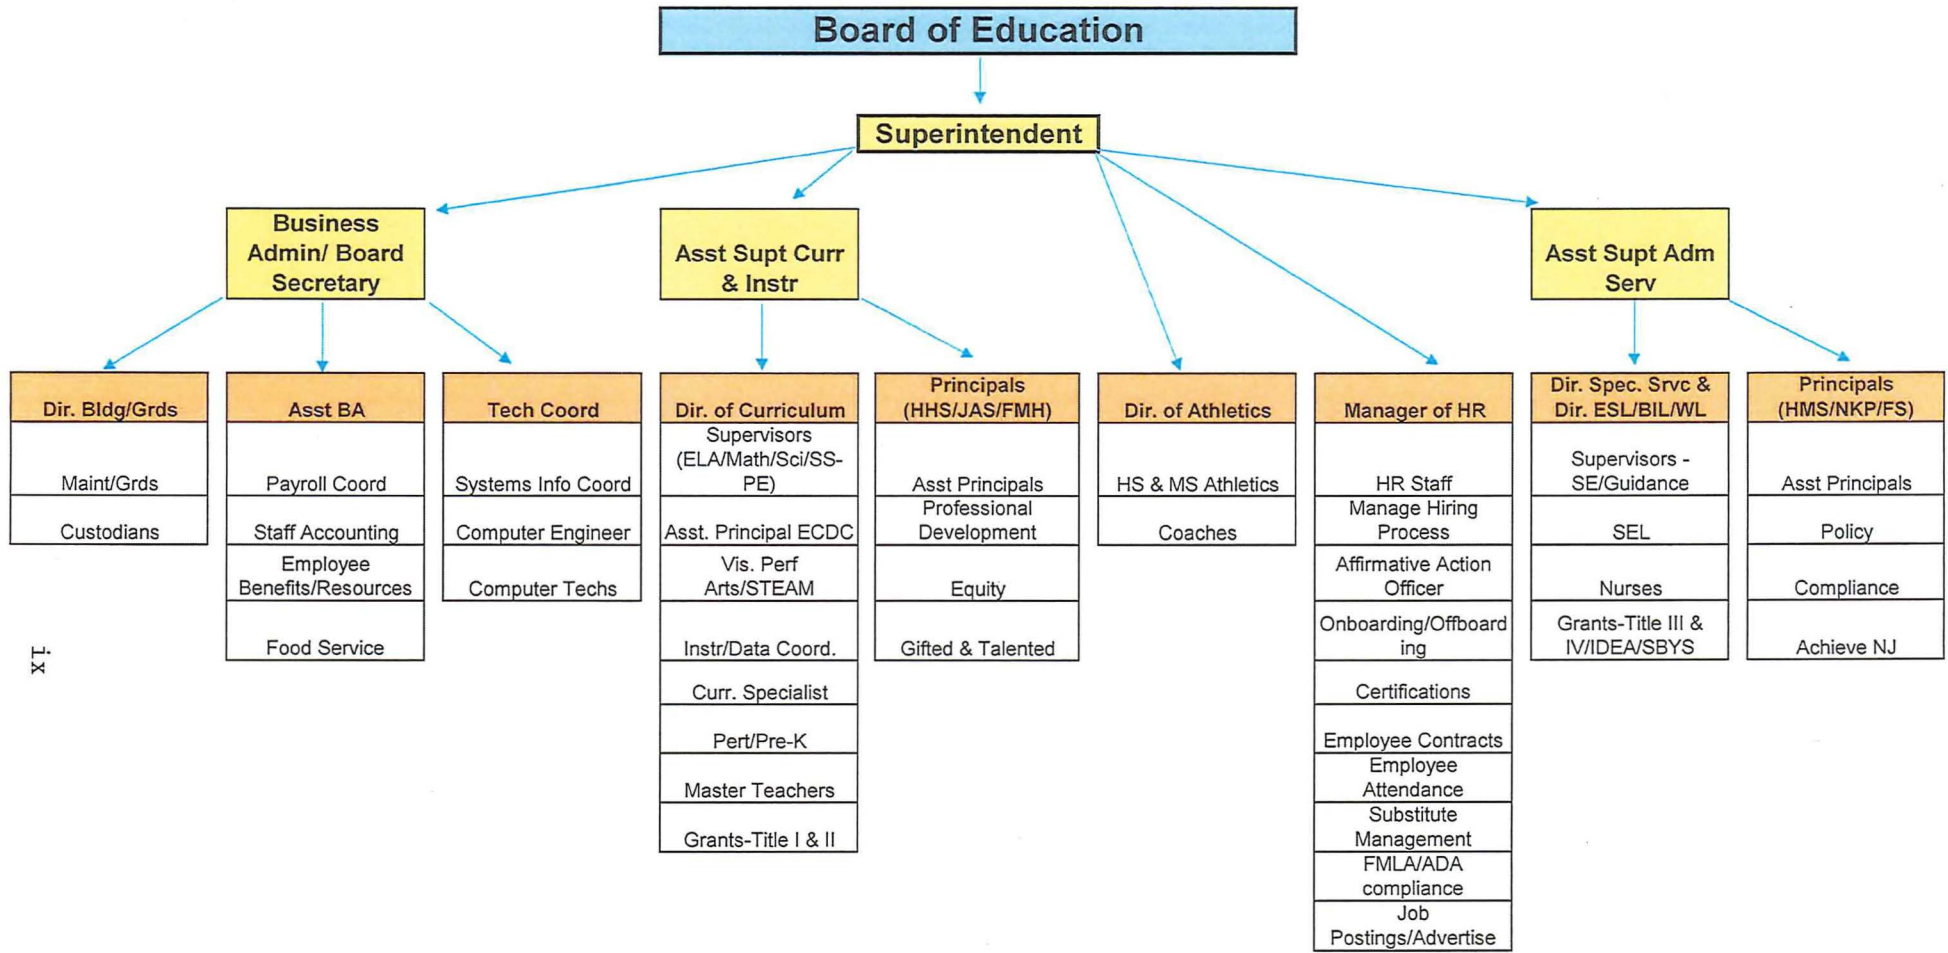 Board of Education
Superintendent
Business
Admin/ Board
Secretary
Asst Supt Curr
& Instr
Asst Supt Adm
Serv
Dir. Bldg/Grds
Maint/Grds
Custodians
Asst BA
Payroll Coord
Staff Accounting
Employee
Benefits/Resources
Food Service
Tech Coord
Systems Info Coord
Computer Engineer
Computer Techs
Dir. of Curriculum
Supervisors
(ELA/Math/Sci/SS-
PE)
Asst. Principal ECDC
Vis. Perf
Arts/STEAM
Instr/Data Coord.
Curr. Specialist
Pert/Pre-K
Master Teachers
Grants-Title I & II
Principals
(HHS/JAS/FMH)
Asst Principals
Professional
Development
Equity
Gifted & Talented
Dir. of Athletics
HS & MS Athletics
Coaches
Manager of HR
HR Staff
Manage Hiring
Process
Affirmative Action
Officer
Onboarding/Offboard
ing
Certifications
Employee Contracts
Employee
Attendance
Substitute
Management
FMLA/ADA
compliance
Job
Postings/Advertise
Dir. Spec. Srvc &
Dir. ESL/BIL/WL
Supervisors -
SE/Guidance
SEL
Nurses
Grants-Title III &
IV/IDEA/SBYS
Principals
(HMS/NKP/FS)
Asst Principals
Policy
Compliance
Achieve NJ
ix